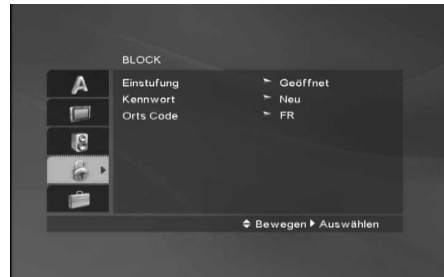 BLOCK
A
Einstufung Geöffnet
Kennwort Neu
Orts Code FR
Bewegen Auswählen